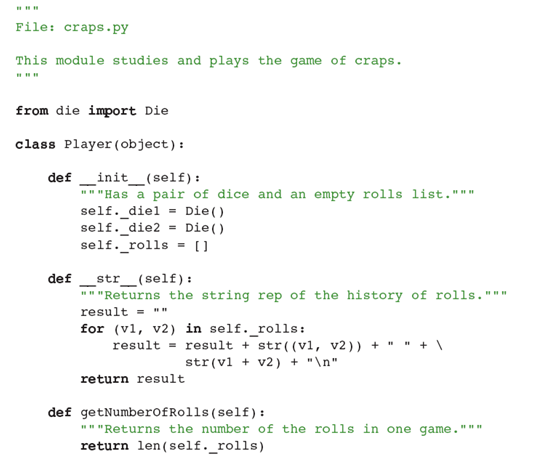 """
File: craps.py
This module studies and plays the game of craps.
"""
from die import Die
class Player(object):
def __init__(self):
"""Has a pair of dice and an empty rolls list."""
self._die1 = Die()
self._die2 = Die()
self._rolls = []
def __str__(self):
"""Returns the string rep of the history of rolls."""
result = ""
for (v1, v2) in self._rolls:
result = result + str((v1, v2)) + " " + \
str(v1 + v2) + "\n"
return result
def getNumberOfRolls(self):
"""Returns the number of the rolls in one game."""
return len(self._rolls)